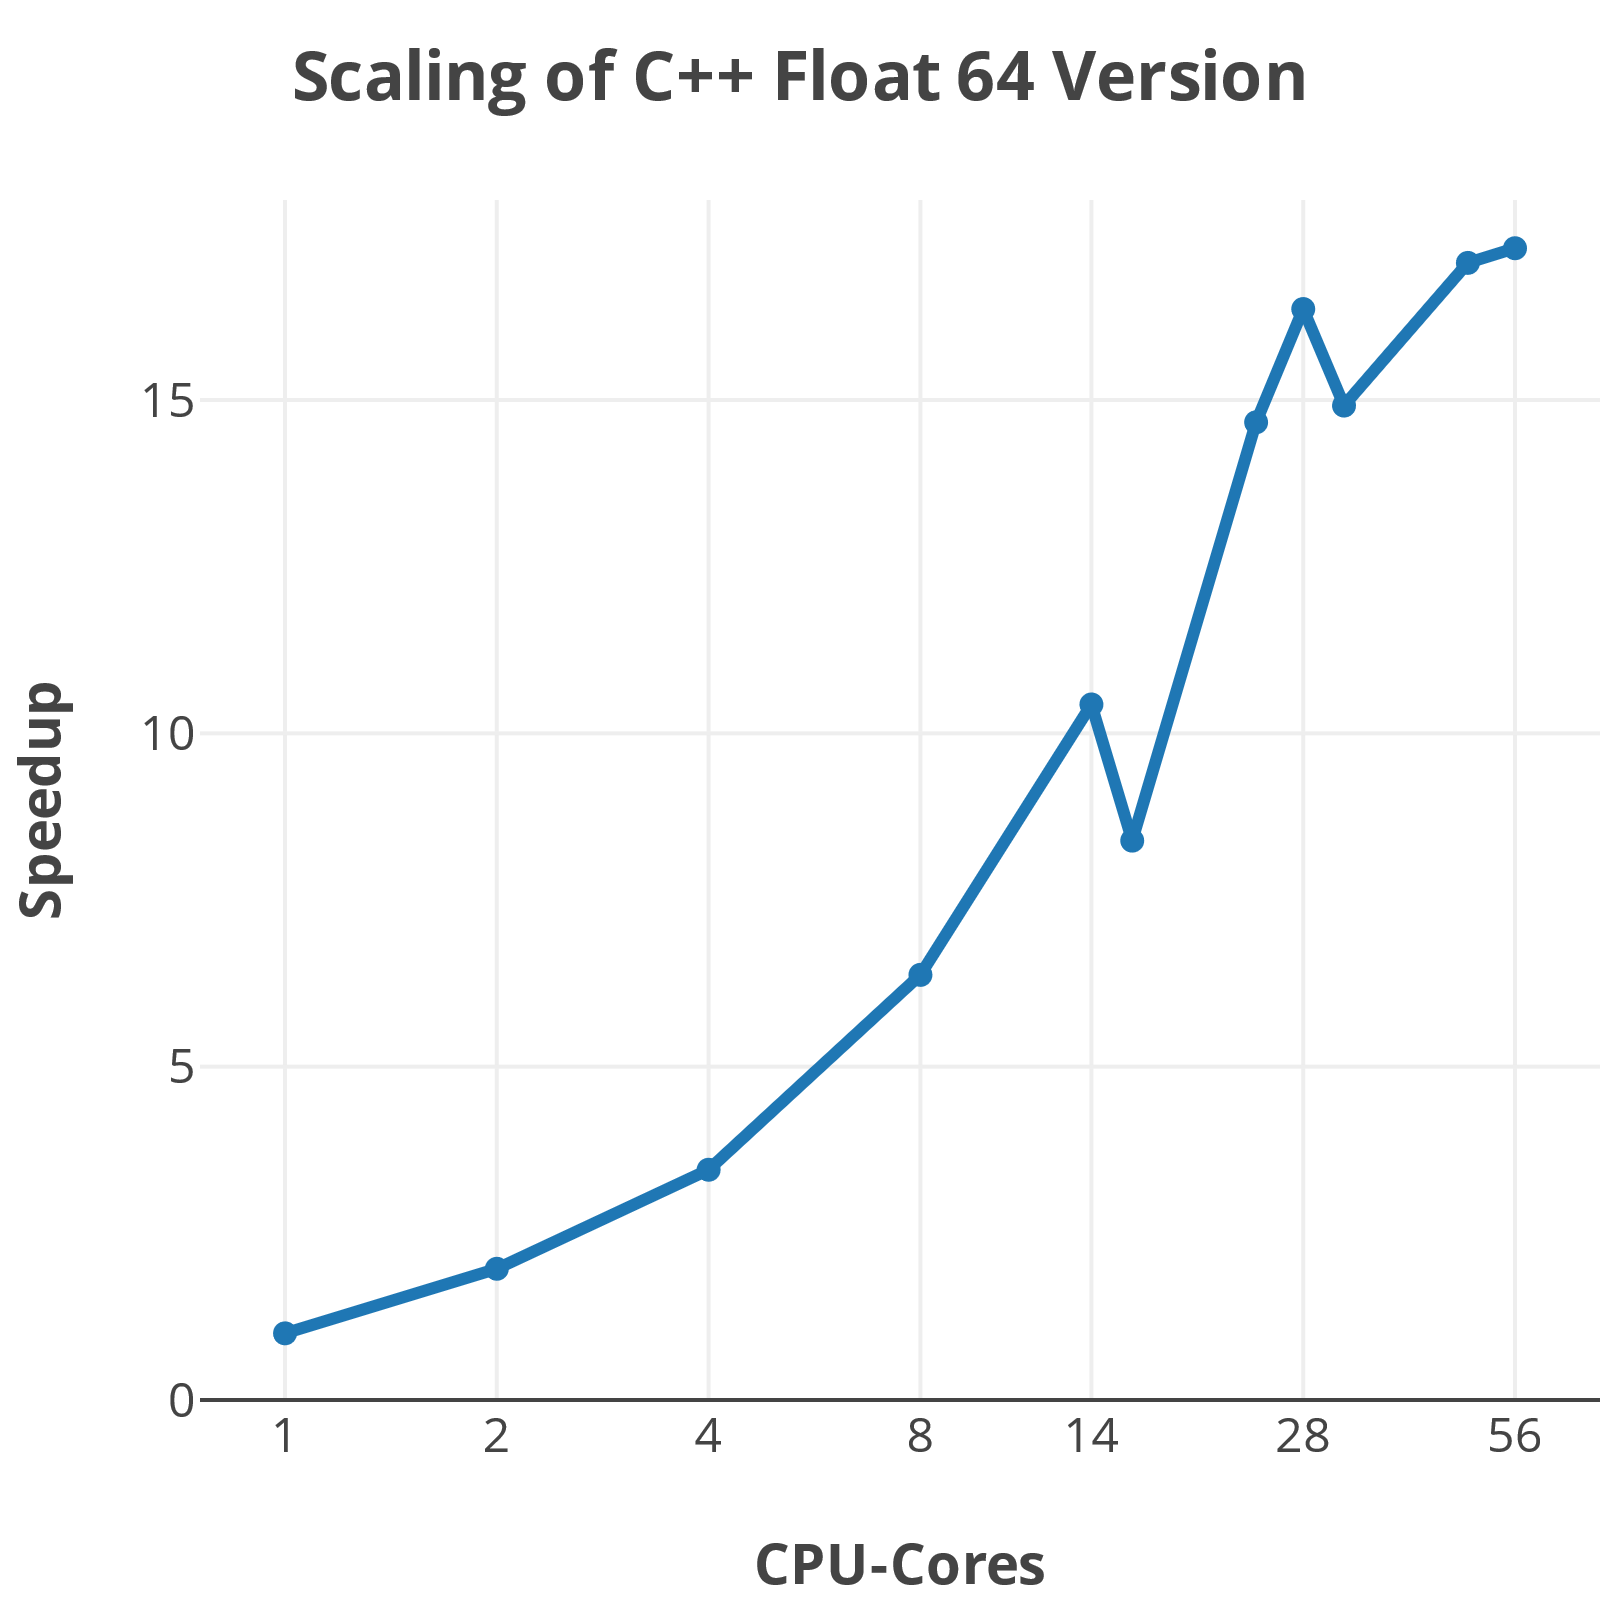 Scaling of C++ Float 64 Version
Speedup
15
10
5
0
1 2 4 8 14 28 56
CPU-Cores